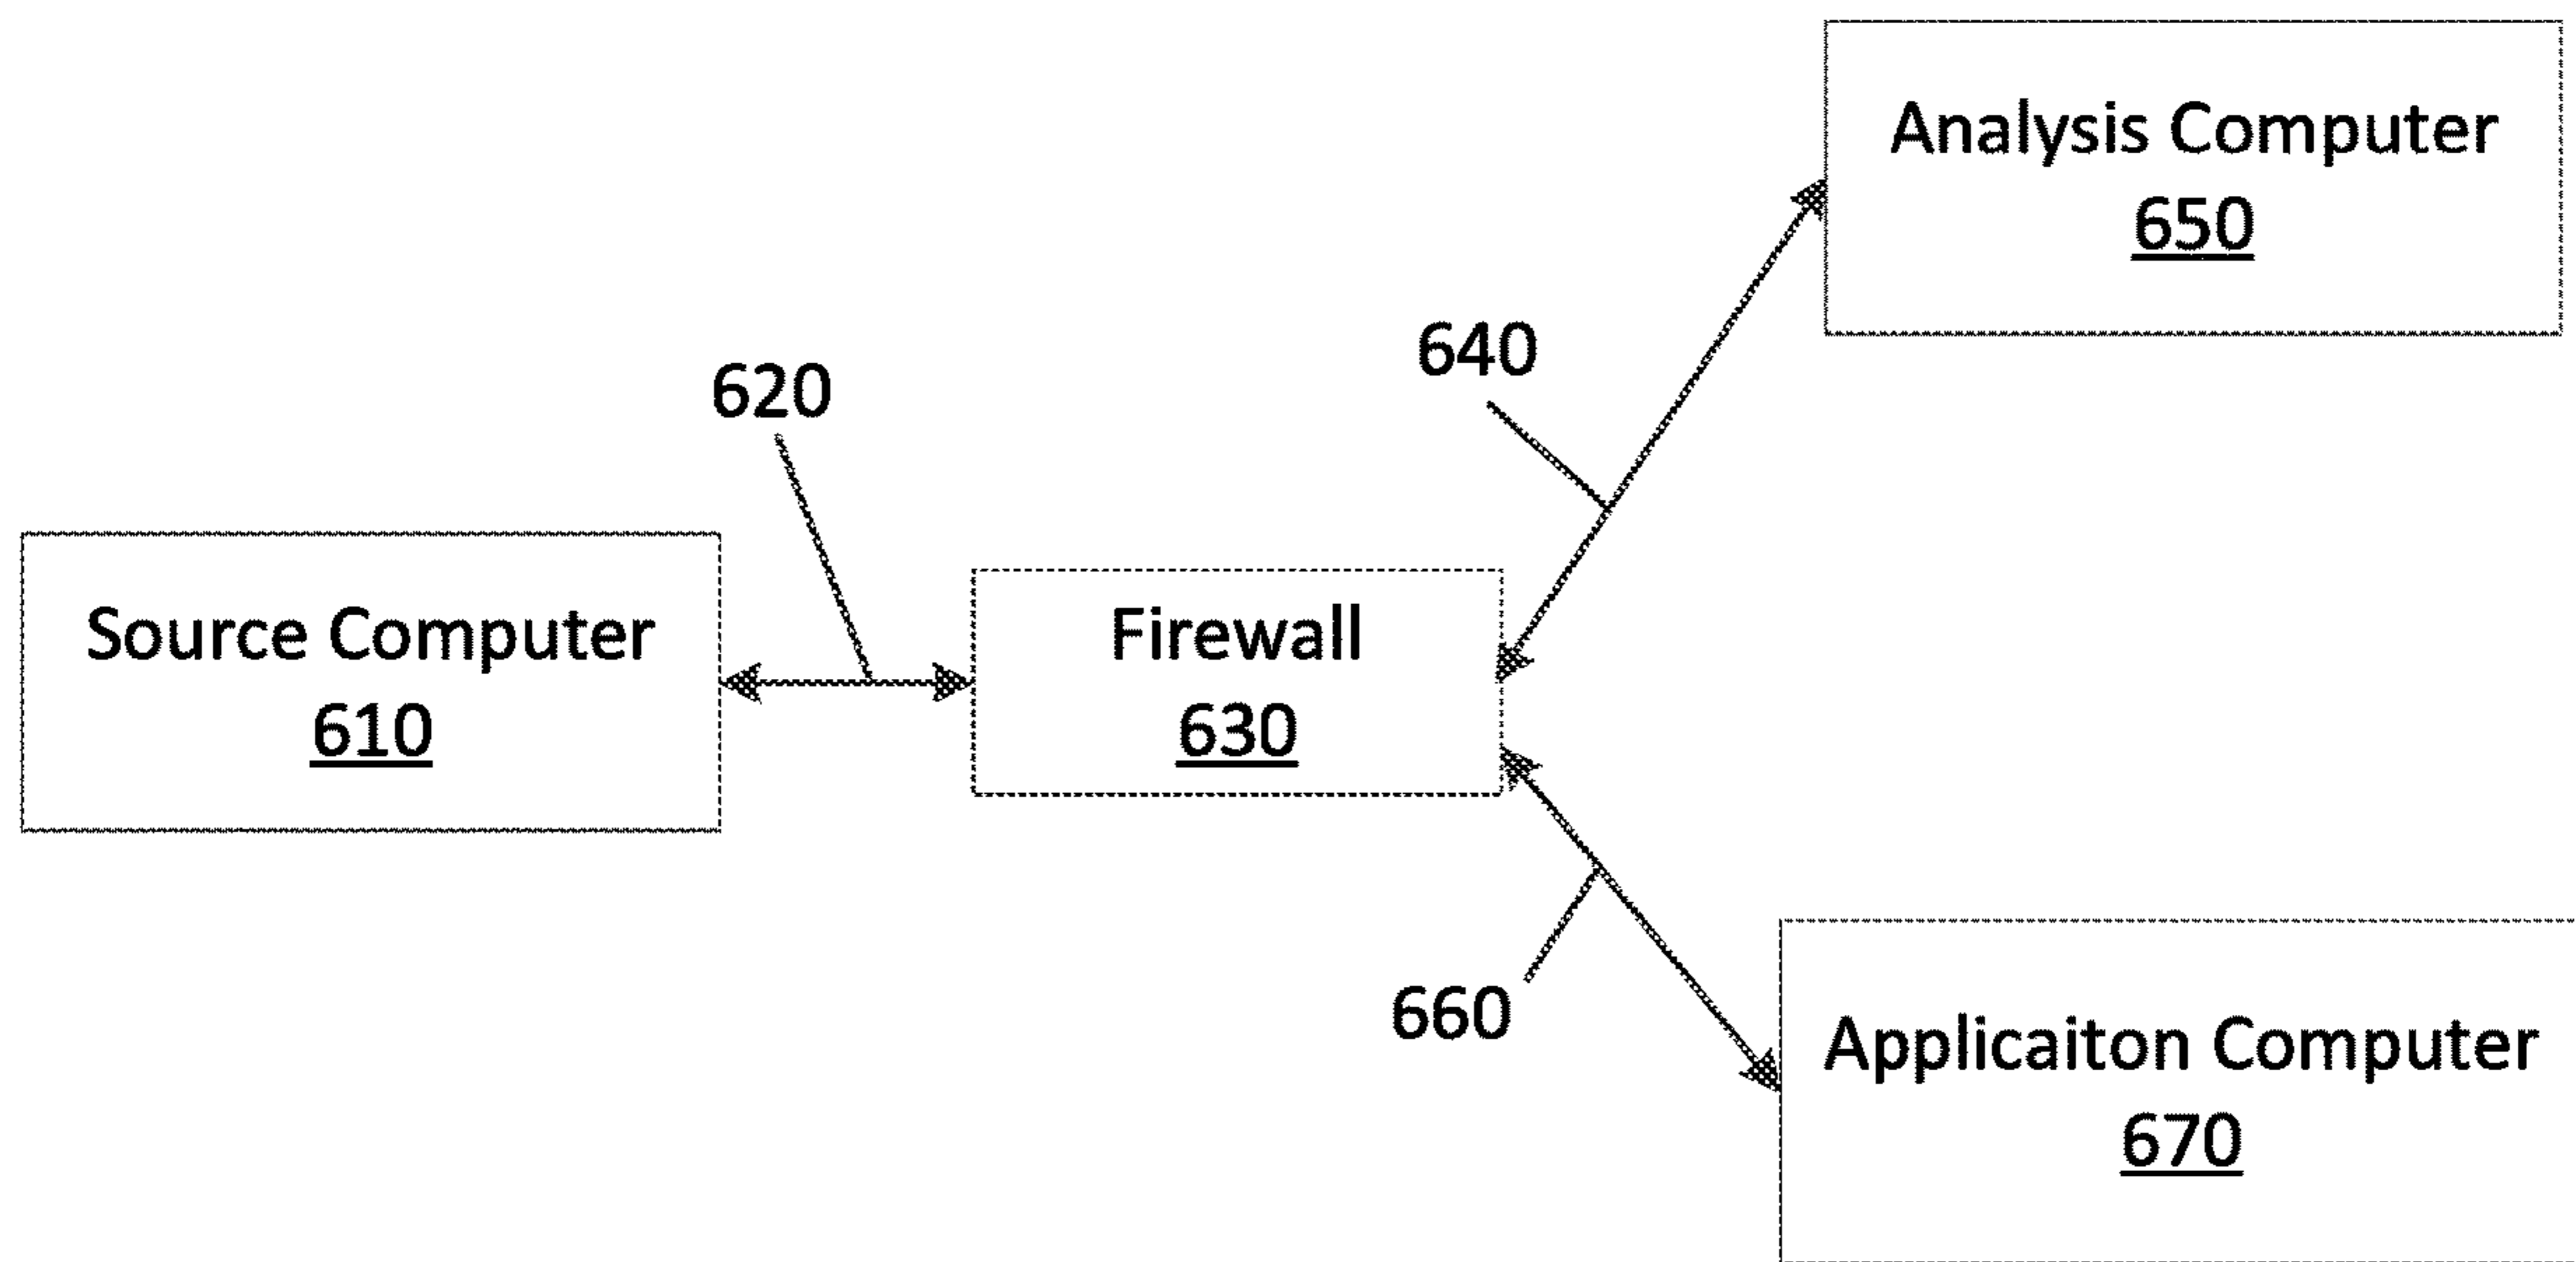 Analysis Computer
650
640
620
Source Computer
610
Firewall
630
660
Applicaiton Computer
670